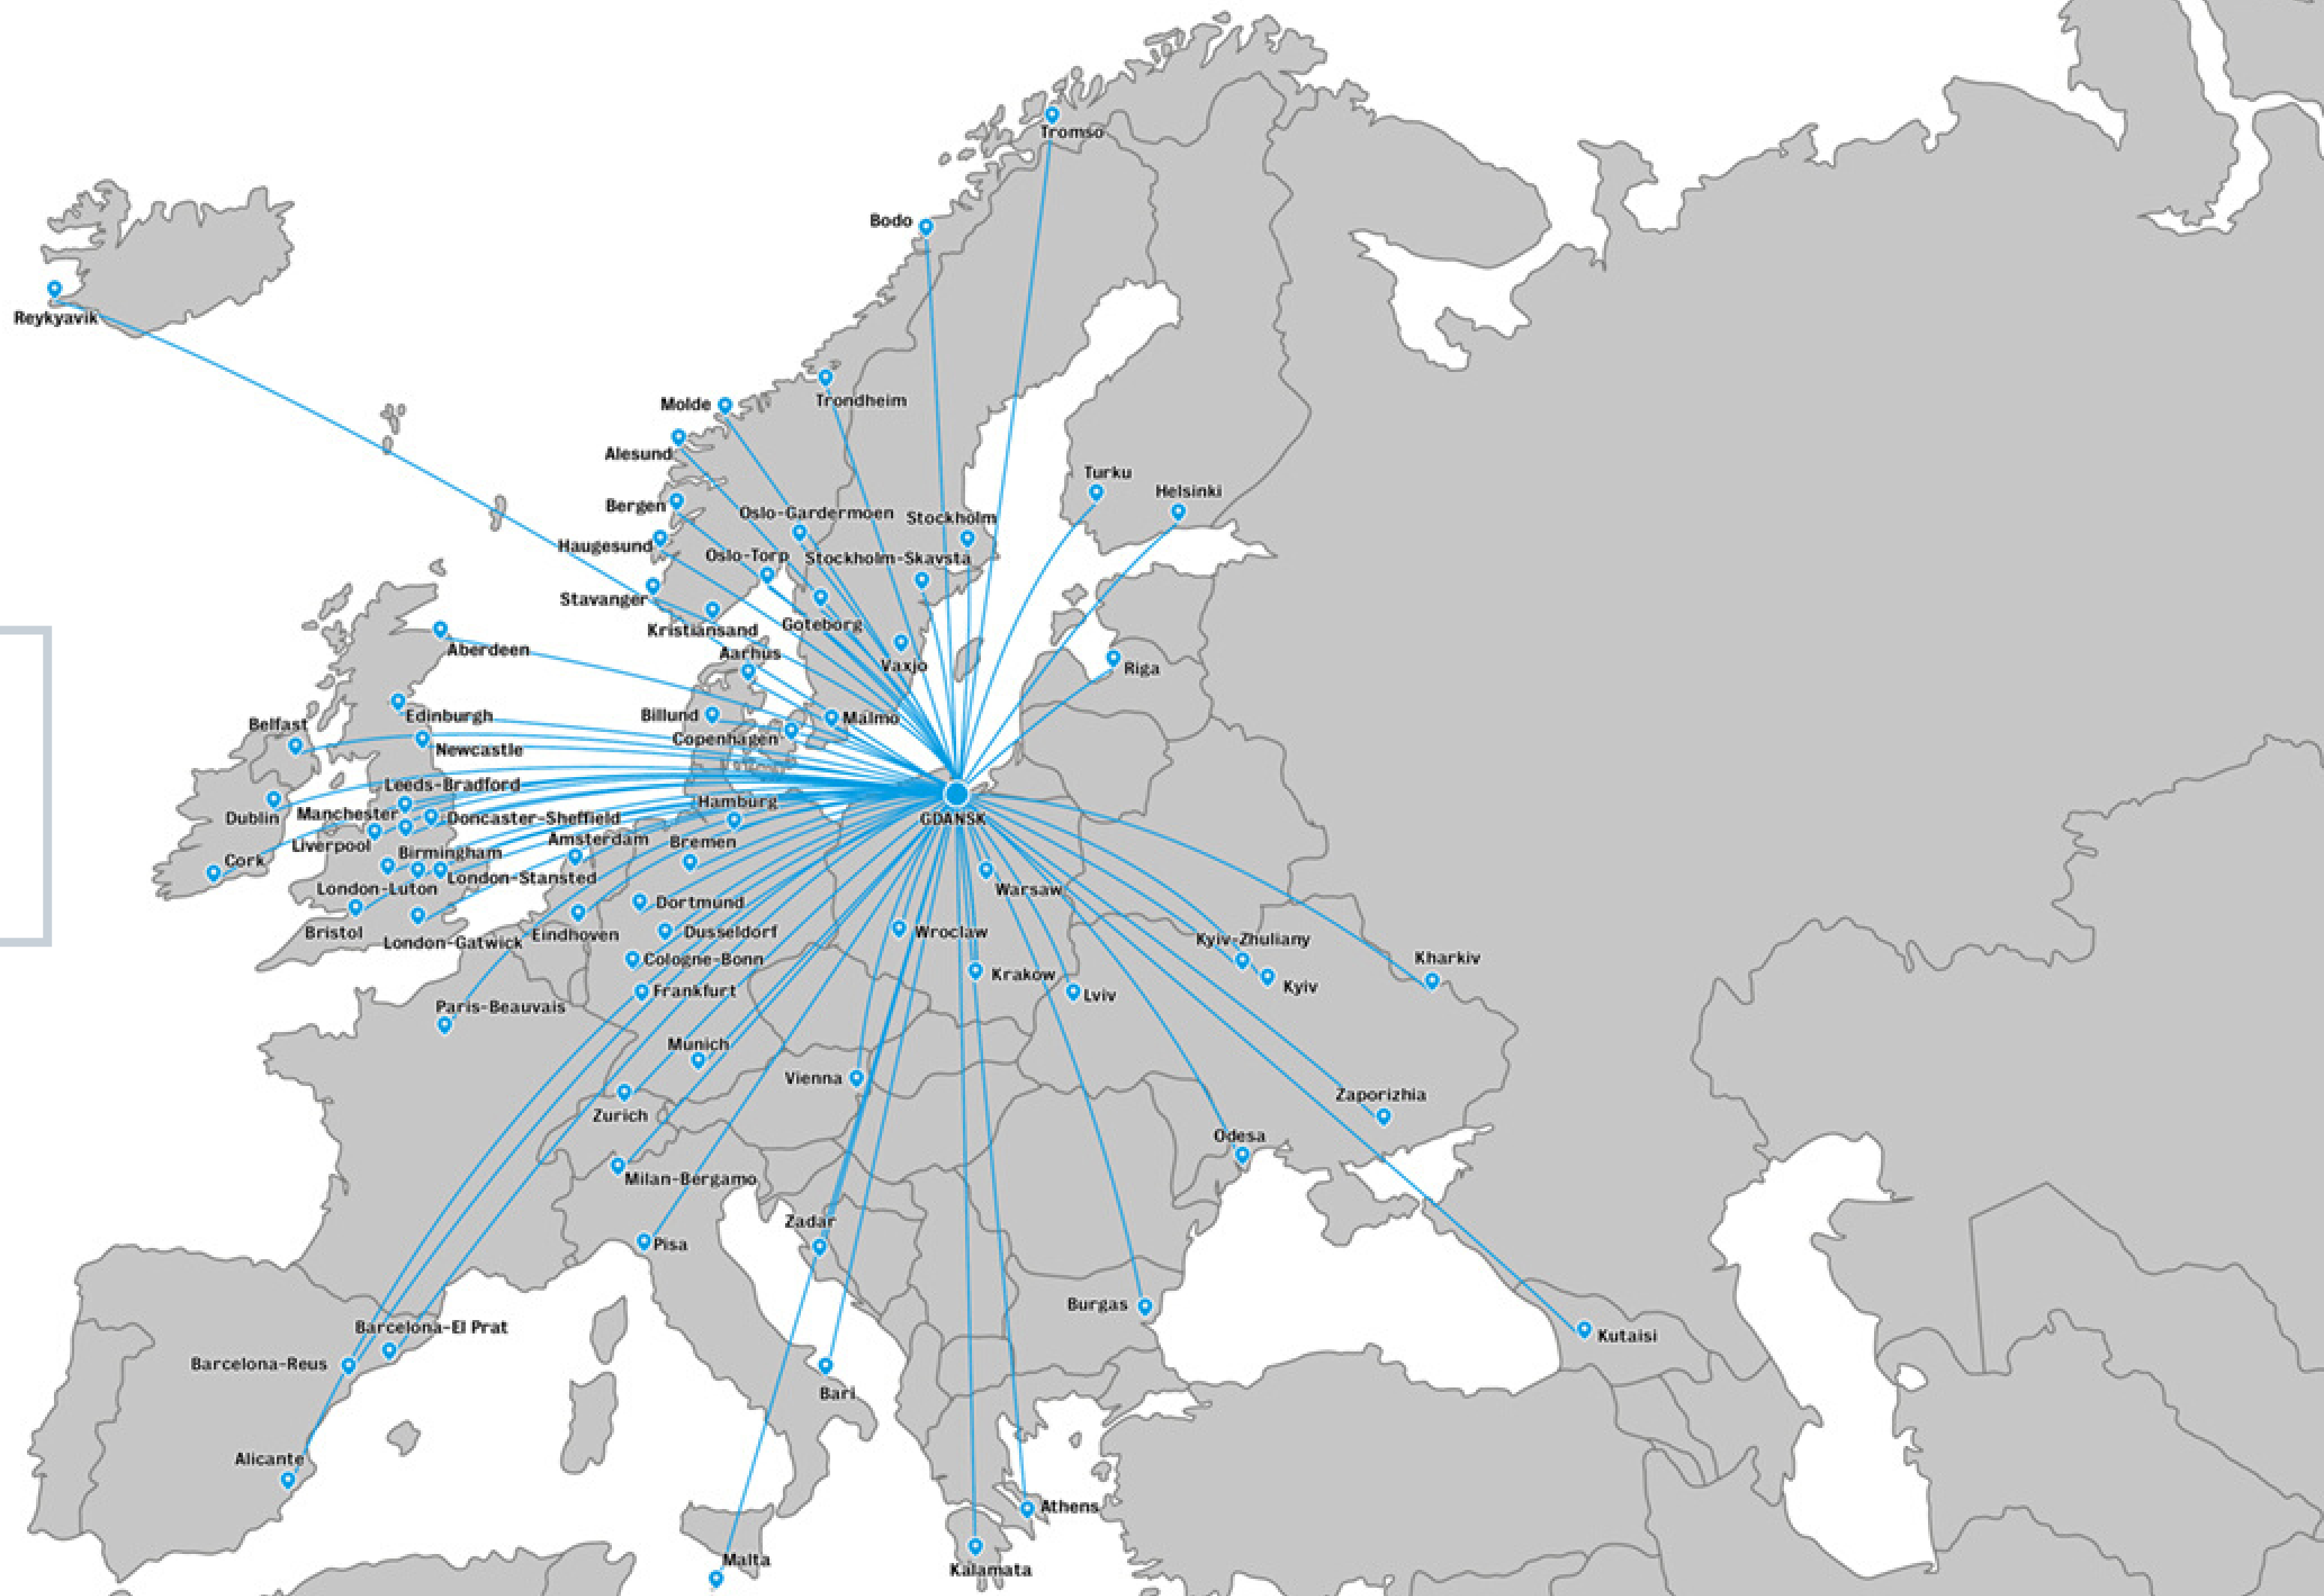 Tromso
Bodo
Reykyavik
Trondheim
Molde
Alesund
Turku
Helsinki
Bergen
Oslo-Gardermoen
Stockholm
Haugesund
Oslo-Torp
Stockholm-Skavsta
Stavanger
Kristiansand
Goteborg
Aberdeen
Aarhus
Vaxjo
Riga
Edinburgh
Belfast
Billund
Malmo
Copenhagen
Newcastle
Leeds-Bradford
Hamburg
Dublin
Manchester
Doncaster-Sheffield
GDANSK
Liverpool
Amsterdam
Bremen
Birmingham
Cork
London-Stansted
London-Luton
Warsaw
Dortmund
Bristol
London-Gatwick
Eindhoven
Dusseldorf
Wroclaw
Kyiv-Zhuliany
Cologne-Bonn
Kharkiv
Krakow
Kyiv
Frankfurt
Lviv
Paris-Beauvais
Munich
Vienna
Zurich
Zaporizhia
Odesa
Milan-Bergamo
Zadar
Pisa
Burgas
Barcelona-El Prat
Kutaisi
Barcelona-Reus
Bari
Alicante
Athens
Malta
Kalamata